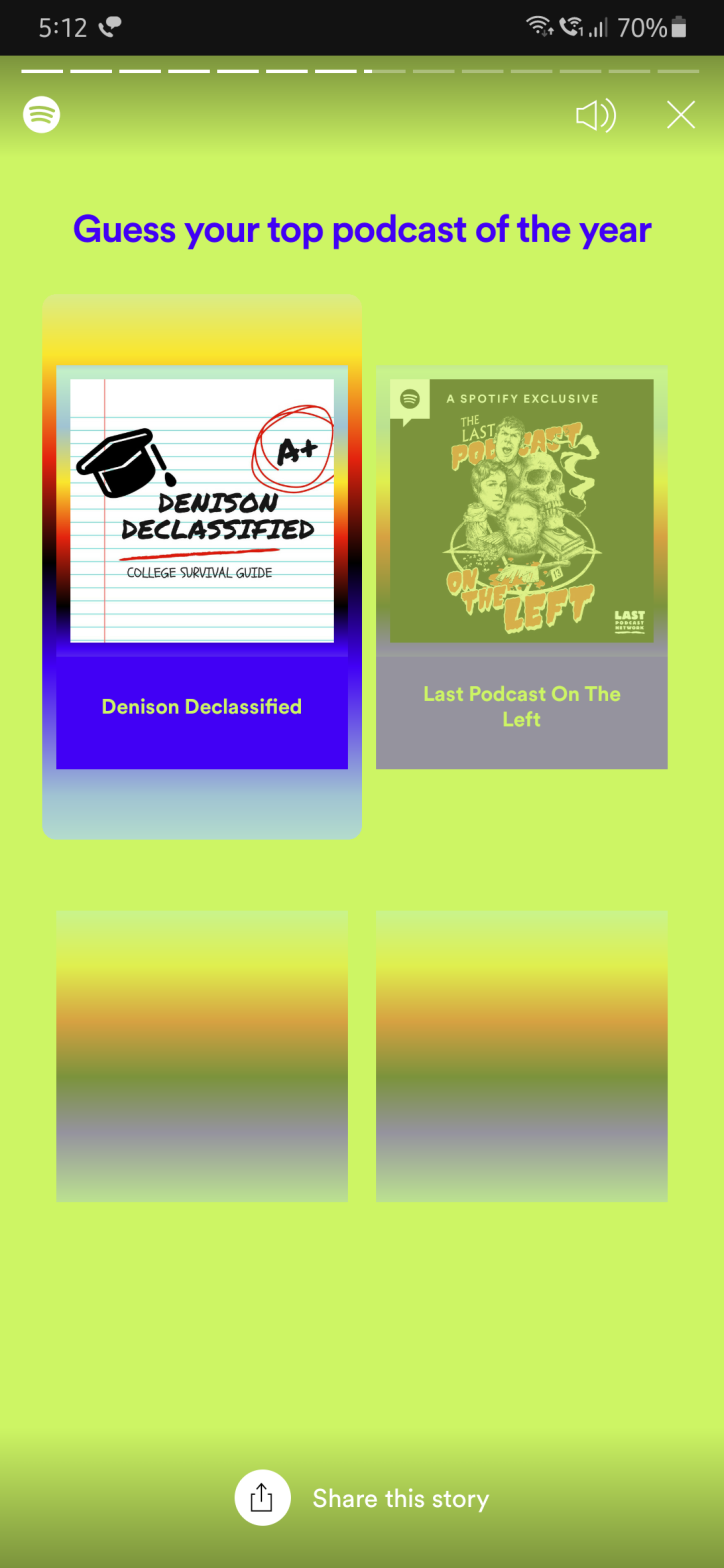 5:12
70%
Guess your top podcast of the year
A+
DENISON
DECLASSIFIED
COLLEGE SURVIVAL GUIDE
Denison Declassified
A SPOTIFY EXCLUSIVE
THE
LAST
PODCAST
ON
THE
LEFT
13
LAST
PODCAST
NETWORK
Last Podcast On The
Left
Share this story